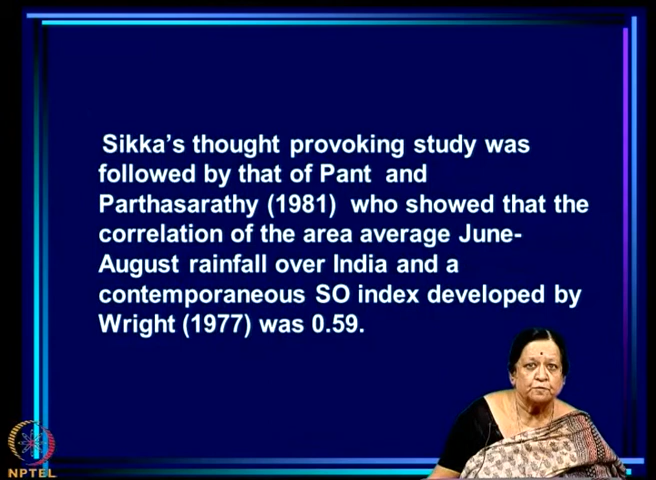 Sikka's thought provoking study was
followed by that of Pant and
Parthasarathy (1981) who showed that the
correlation of the area average June-
August rainfall over India and a
contemporaneous SO index developed by
Wright (1977) was 0.59.
NPTEL